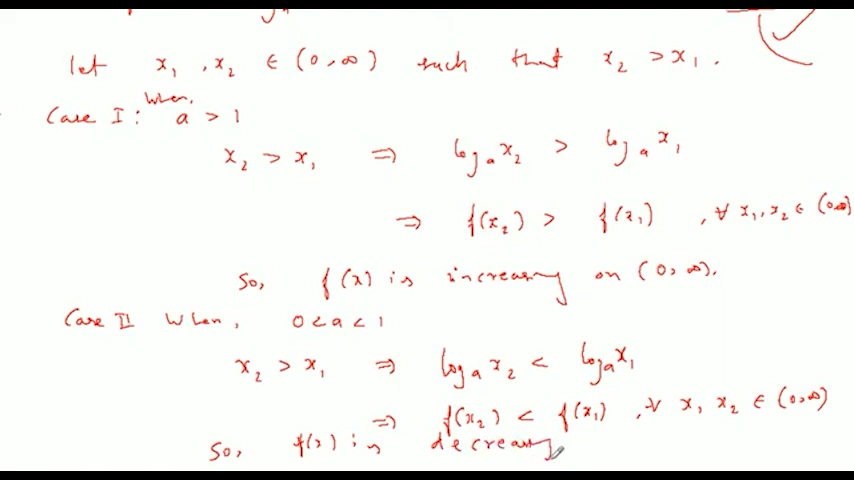 let x₁, x₂ ∈ (0, ∞) such that x₂ > x₁.
Case I: When, a > 1
x₂ > x₁ ⇒ logₐ x₂ > logₐ x₁
⇒ f(x₂) > f(x₁) , ∀ x₁, x₂ ∈ (0, ∞)
So, f(x) is increasing on (0, ∞).
Case II When, 0 < a < 1
x₂ > x₁ ⇒ logₐ x₂ < logₐ x₁
⇒ f(x₂) < f(x₁) , ∀ x₁ x₂ ∈ (0, ∞)
So, f(x) is decreasing